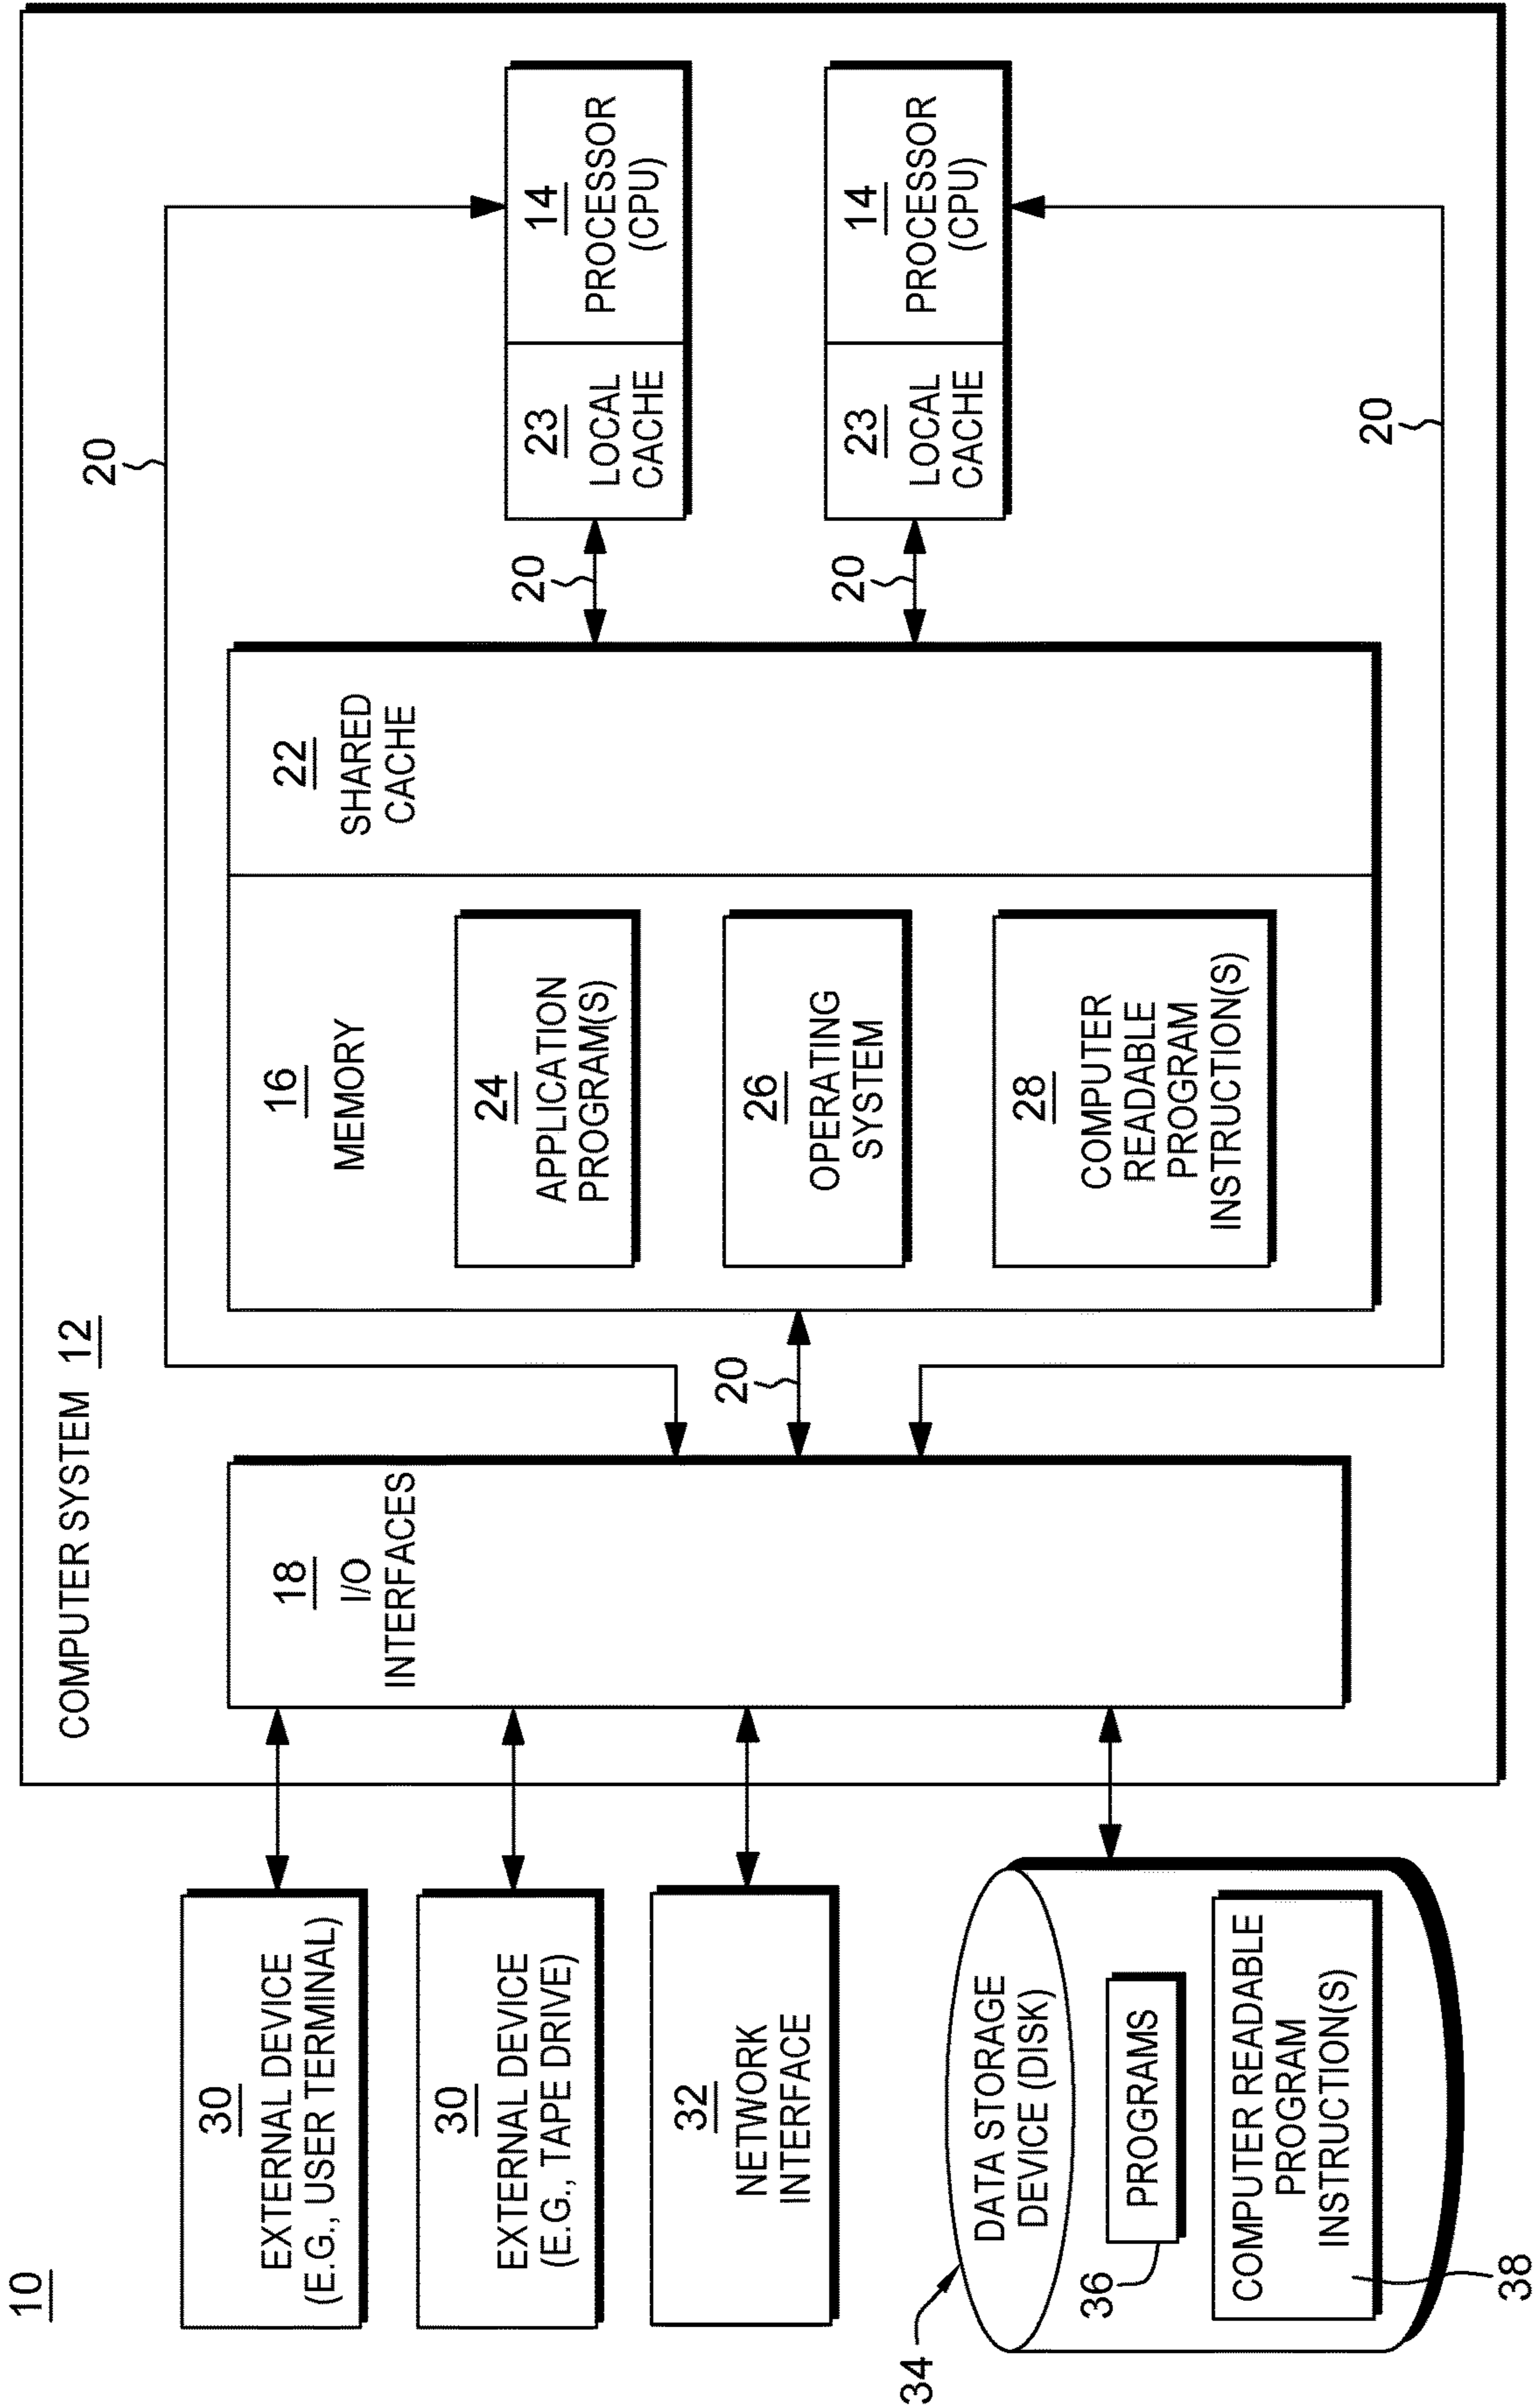 10
COMPUTER SYSTEM 12
30
EXTERNAL DEVICE
(E.G., USER TERMINAL)
30
EXTERNAL DEVICE
(E.G., TAPE DRIVE)
32
NETWORK
INTERFACE
34
DATA STORAGE
DEVICE (DISK)
36
PROGRAMS
COMPUTER READABLE
PROGRAM
INSTRUCTION(S)
38
18
I/O
INTERFACES
20
20
16
MEMORY
24
APPLICATION
PROGRAM(S)
26
OPERATING
SYSTEM
28
COMPUTER
READABLE
PROGRAM
INSTRUCTION(S)
22
SHARED
CACHE
20
20
23
LOCAL
CACHE
14
PROCESSOR
(CPU)
23
LOCAL
CACHE
14
PROCESSOR
(CPU)
20